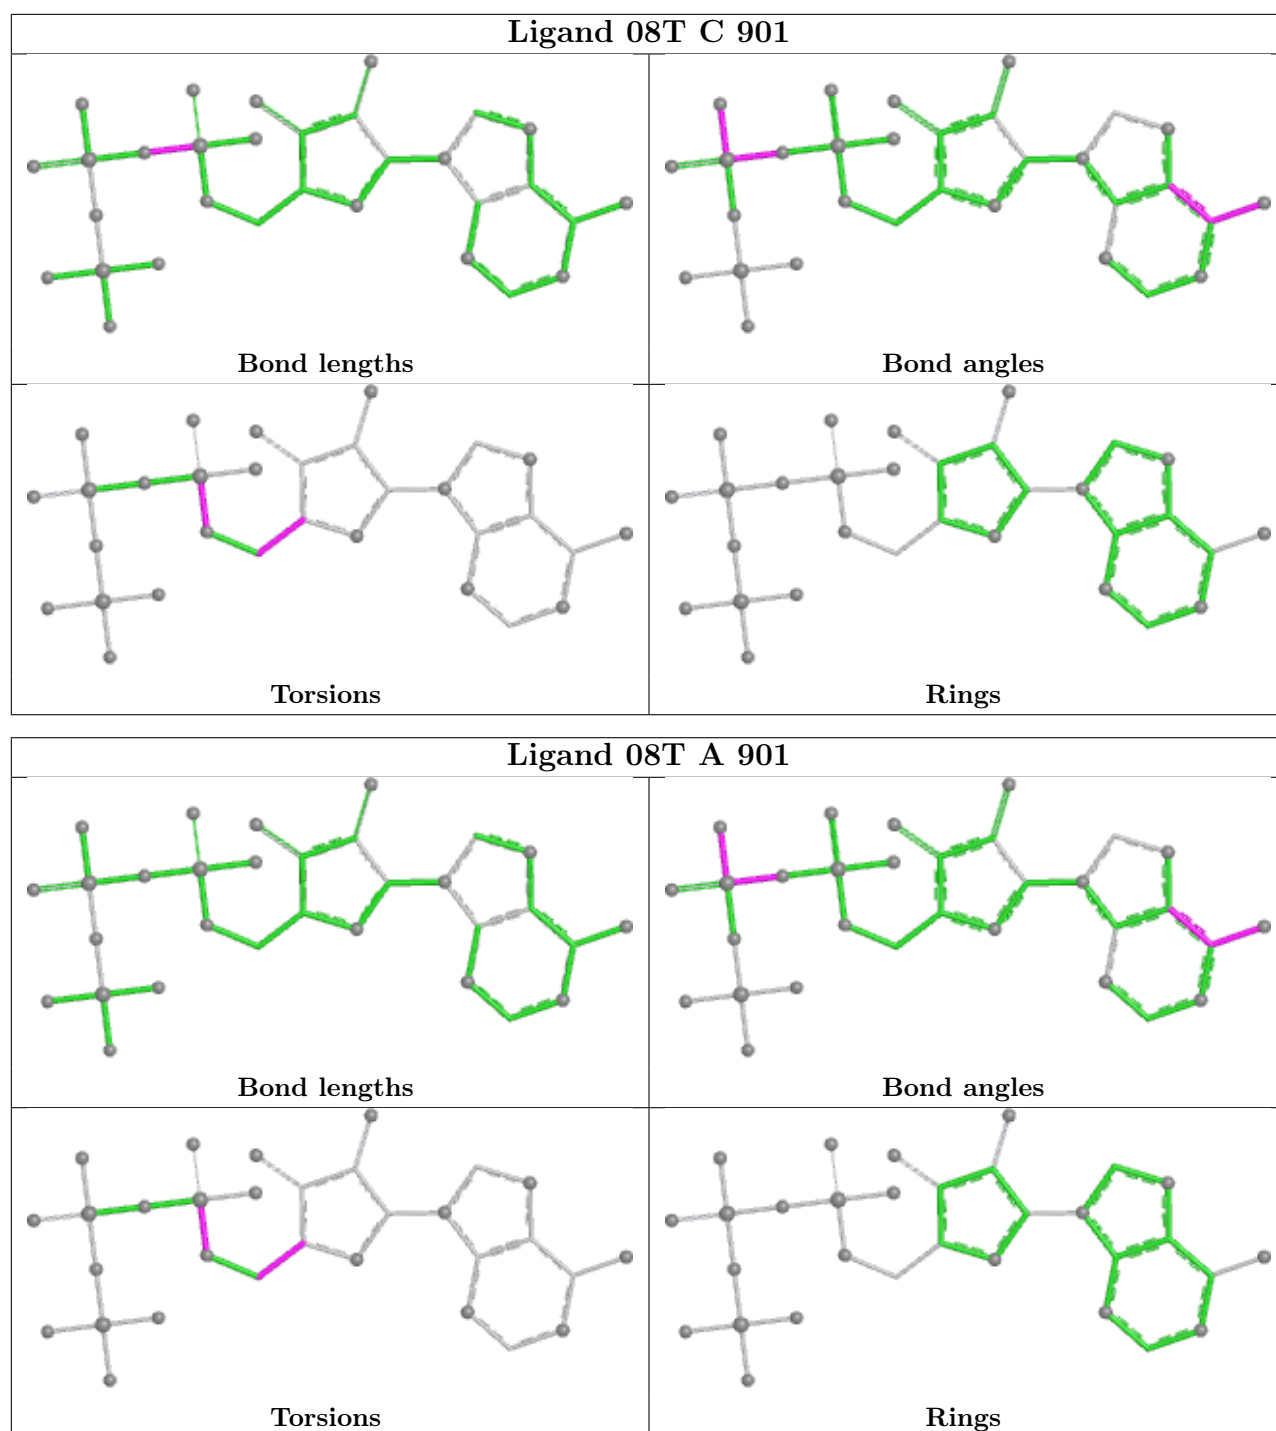 Ligand 08T C 901
Bond lengths
Bond angles
Torsions
Rings
Ligand 08T A 901
Bond lengths
Bond angles
Torsions
Rings